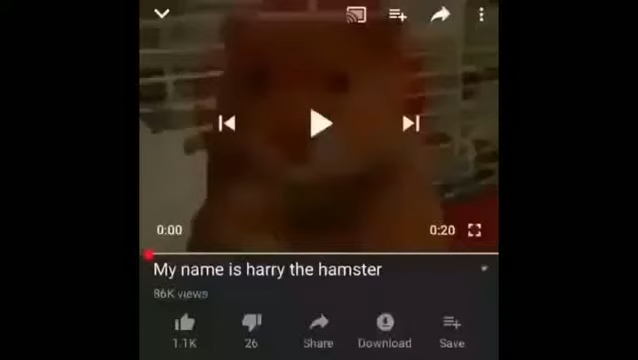 0:00
0:20
My name is harry the hamster
86K views
1.1K
26
Share
Download
Save